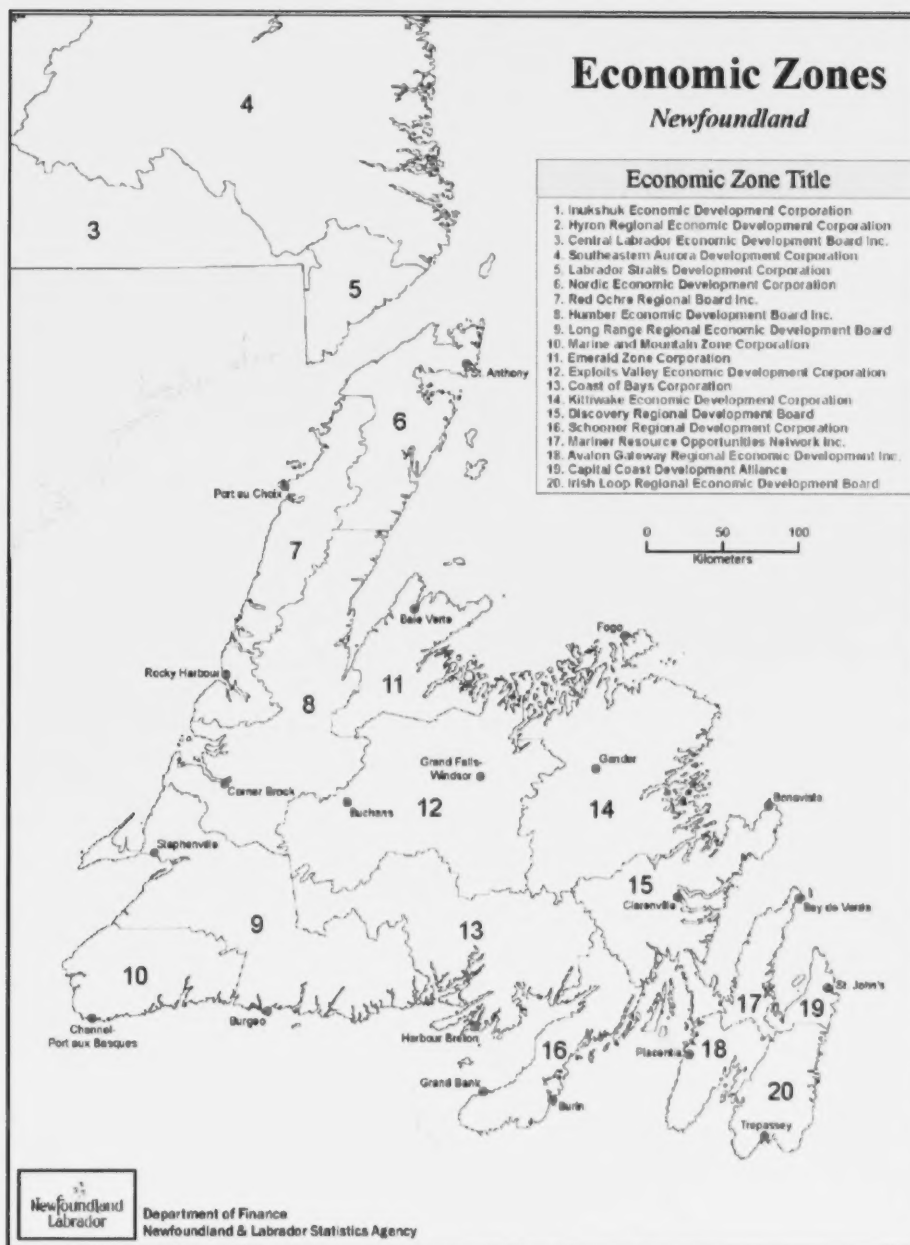 Economic Zones
Newfoundland
Economic Zone Title
1. Inukshuk Economic Development Corporation
2. Hyron Regional Economic Development Corporation
3. Central Labrador Economic Development Board Inc.
4. Southeastern Aurora Development Corporation
5. Labrador Straits Development Corporation
6. Nordic Economic Development Corporation
7. Red Ochre Regional Board Inc.
8. Humber Economic Development Board Inc.
9. Long Range Regional Economic Development Board
10. Marine and Mountain Zone Corporation
11. Emerald Zone Corporation
12. Exploits Valley Economic Development Corporation
13. Coast of Bays Corporation
14. Kittiwake Economic Development Corporation
15. Discovery Regional Development Board
16. Schooner Regional Development Corporation
17. Mariner Resource Opportunities Network Inc.
18. Avalon Gateway Regional Economic Development Inc.
19. Capital Coast Development Alliance
20. Irish Loop Regional Economic Development Board
0 50 100
Kilometers
4
3
5
St. Anthony
6
Port au Choix
7
Baie Verte
Fogo
Rocky Harbour
11
8
Grand Falls-
Windsor
Gander
Corner Brook
Buchans
12
14
Bonavista
Stephenville
15
Clarenville
Bay de Verde
9
13
10
St. John's
17
19
Channel-
Port aux Basques
Burgeo
Harbour Breton
16
Placentia
18
Grand Bank
Burin
20
Trepassey
Newfoundland
Labrador
Department of Finance
Newfoundland & Labrador Statistics Agency